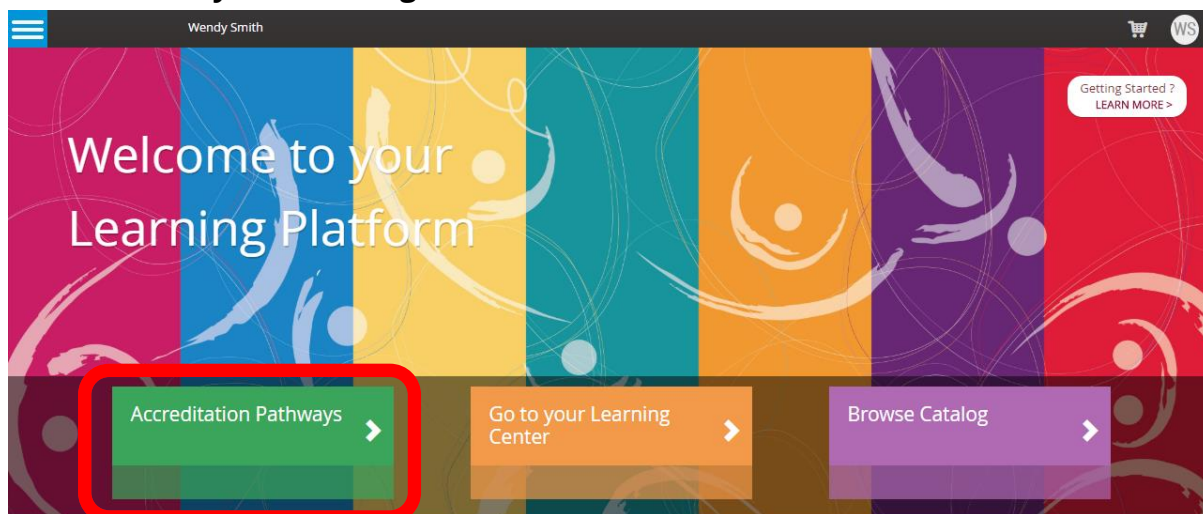 Wendy Smith
WS
Getting Started ?
LEARN MORE >
Welcome to your
Learning Platform
Accreditation Pathways
Go to your Learning
Center
Browse Catalog